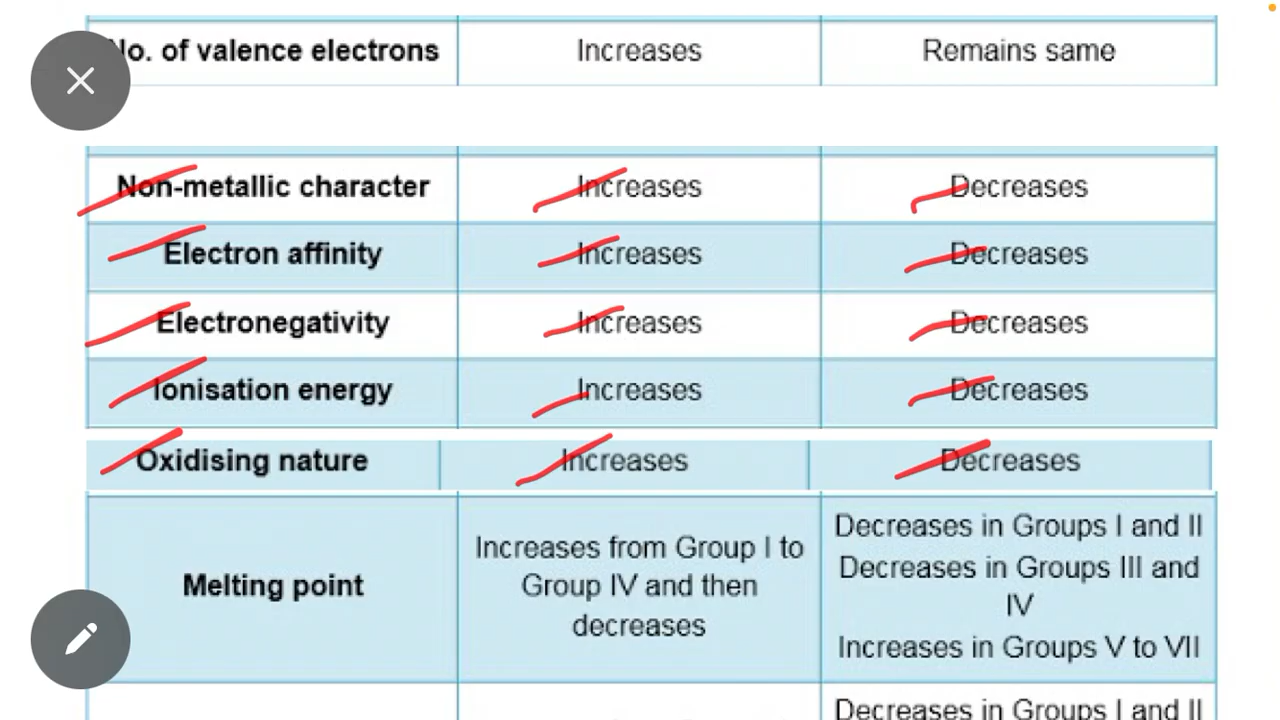 No. of valence electrons Increases Remains same
Non-metallic character Increases Decreases
Electron affinity Increases Decreases
Electronegativity Increases Decreases
Ionisation energy Increases Decreases
Oxidising nature Increases Decreases
Melting point
Increases from Group I to
Group IV and then
decreases
Decreases in Groups I and II
Decreases in Groups III and
IV
Increases in Groups V to VII
Decreases in Groups I and II